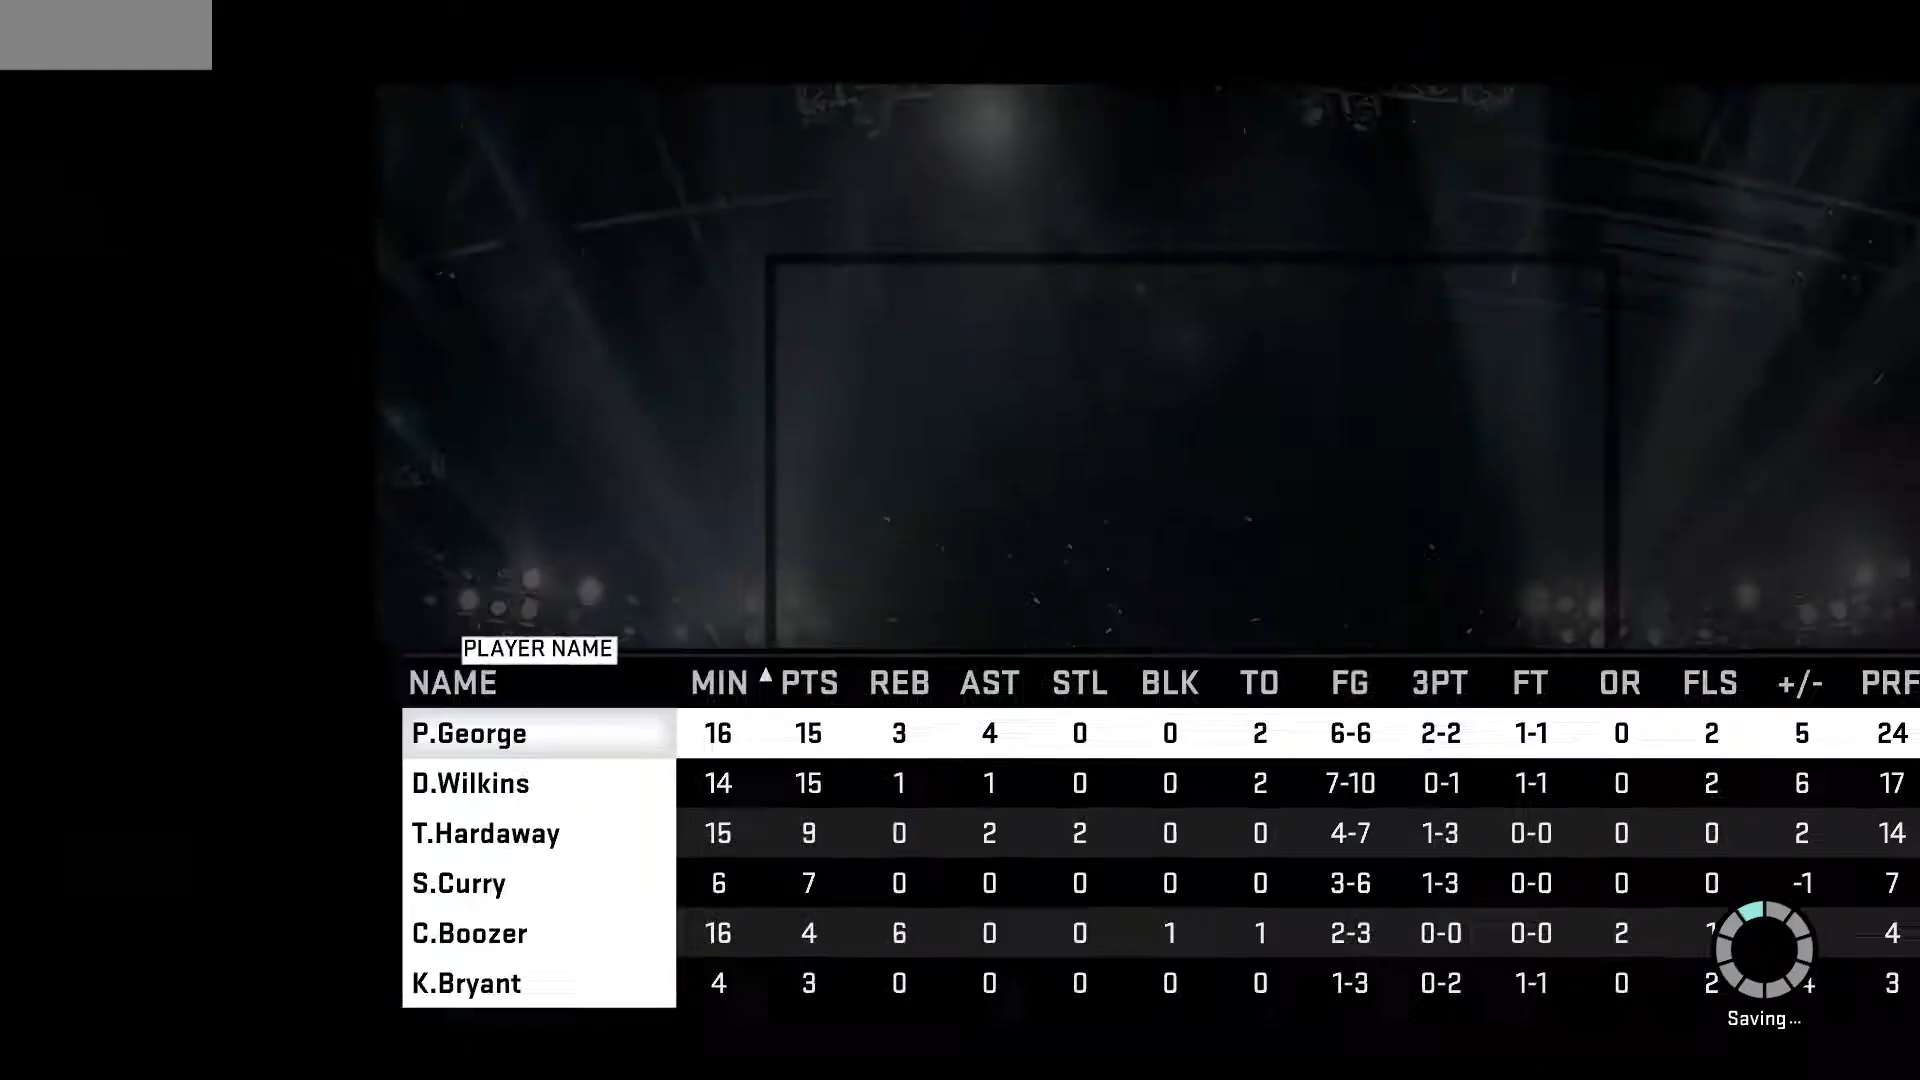 PLAYER NAME
NAME MIN ▲ PTS REB AST STL BLK TO FG 3PT FT OR FLS +/- PRF
P.George 16 15 3 4 0 0 2 6-6 2-2 1-1 0 2 5 24
D.Wilkins 14 15 1 1 0 0 2 7-10 0-1 1-1 0 2 6 17
T.Hardaway 15 9 0 2 2 0 0 4-7 1-3 0-0 0 0 2 14
S.Curry 6 7 0 0 0 0 0 3-6 1-3 0-0 0 0 -1 7
C.Boozer 16 4 6 0 0 1 1 2-3 0-0 0-0 2 4
K.Bryant 4 3 0 0 0 0 0 1-3 0-2 1-1 0 2 3
Saving...